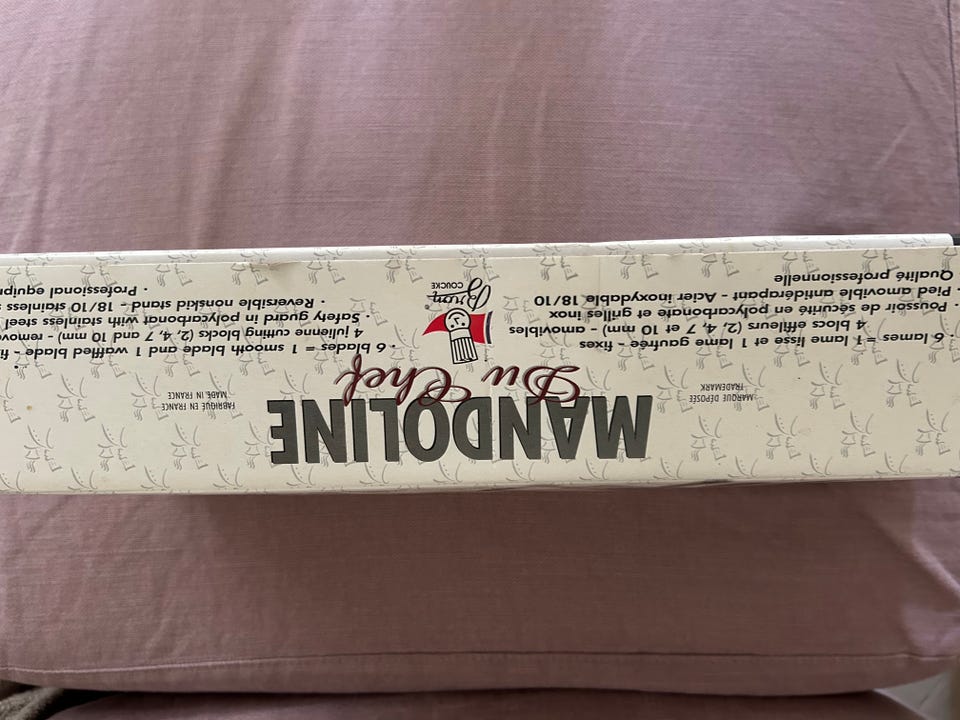 MANDOLINE
Du Chef
MARQUE DÉPOSÉE
TRADEMARK
FABRIQUÉ EN FRANCE
MADE IN FRANCE
· 6 lames = 1 lame lisse et 1 lame gaufrée - fixes
4 blocs effileurs (2, 4, 7 et 10 mm) - amovibles
· Poussoir de sécurité en polycarbonate et grilles inox
· Pied amovible antidérapant - Acier inoxydable 18/10
Qualité professionnelle
Bron
COUCKE
®
· 6 blades = 1 smooth blade and 1 waffled blade -
4 julienne cutting blocks (2, 4, 7 and 10 mm) -
· Safety guard in polycarbonat with stainless steel
· Reversible nonskid stand - 18/10 stainless
· Professional